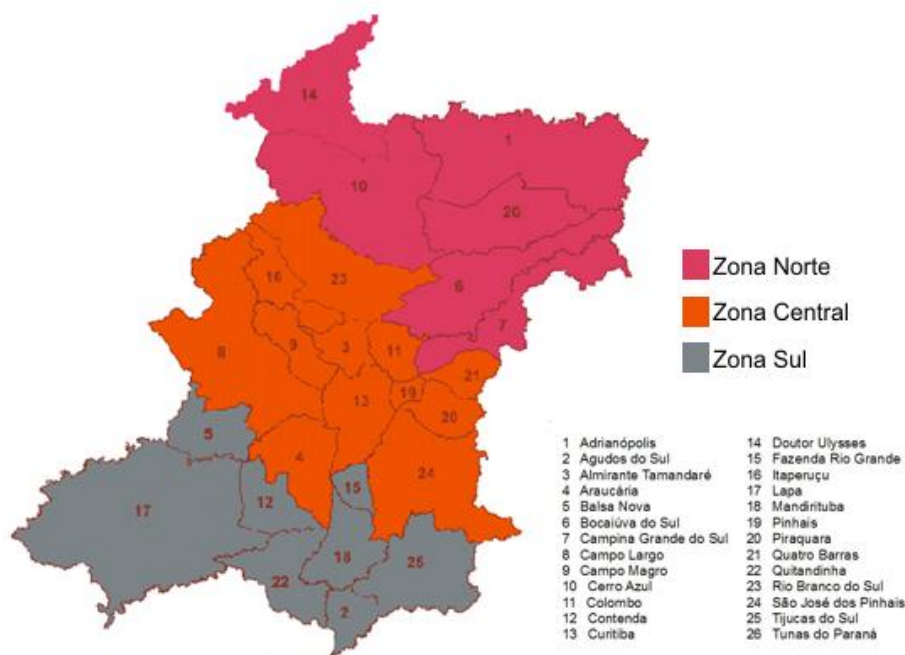 14
1
10
26
6
7
23
16
8
9
3
11
21
19
13
20
5
4
24
15
12
17
18
25
22
2
Zona Norte
Zona Central
Zona Sul
1 Adrianópolis
2 Agudos do Sul
3 Almirante Tamandaré
4 Araucária
5 Balsa Nova
6 Bocaiúva do Sul
7 Campina Grande do Sul
8 Campo Largo
9 Campo Magro
10 Cerro Azul
11 Colombo
12 Contenda
13 Curitiba
14 Doutor Ulysses
15 Fazenda Rio Grande
16 Itaperuçu
17 Lapa
18 Mandirituba
19 Pinhais
20 Piraquara
21 Quatro Barras
22 Quitandinha
23 Rio Branco do Sul
24 São José dos Pinhais
25 Tijucas do Sul
26 Tunas do Paraná